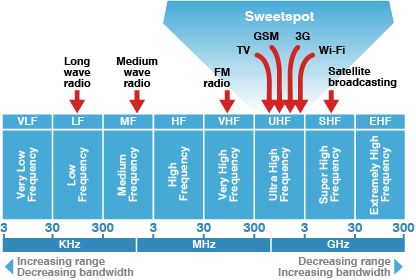 Sweetspot
GSM 3G
TV Wi-Fi
Long
wave
radio
Medium
wave
radio
FM
radio
Satellite
broadcasting
VLF LF MF HF VHF UHF SHF EHF
Very Low
Frequency
Low
Frequency
Medium
Frequency
High
Frequency
Very High
Frequency
Ultra High
Frequency
Super High
Frequency
Extremely High
Frequency
3 30 300 3 30 300 3 30 300
KHz MHz GHz
Increasing range
Decreasing bandwidth
Decreasing range
Increasing bandwidth